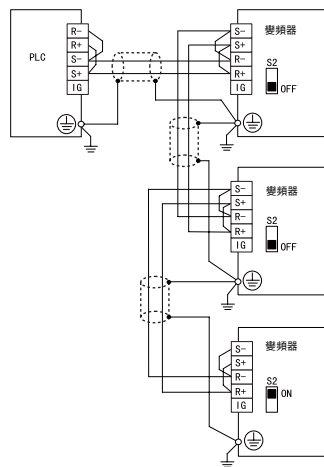 PLC
R-
R+
S-
S+
IG
S-
S+
R-
R+
IG
變頻器
S2
OFF
S-
S+
R-
R+
IG
變頻器
S2
OFF
S-
S+
R-
R+
IG
變頻器
S2
ON